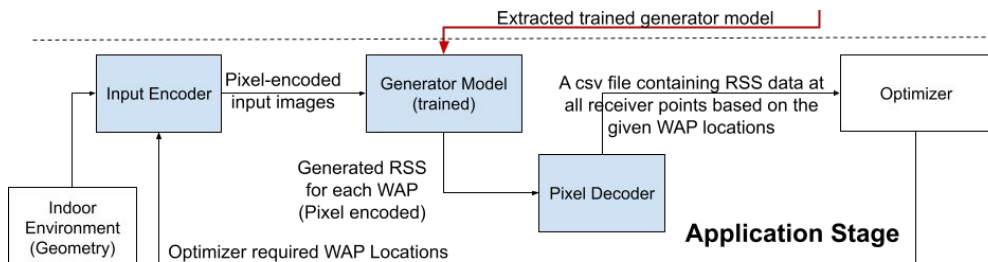 Extracted trained generator model
Input Encoder
Pixel-encoded
input images
Generator Model
(trained)
A csv file containing RSS data at
all receiver points based on the
given WAP locations
Optimizer
Generated RSS
for each WAP
(Pixel encoded)
Pixel Decoder
Indoor
Environment
(Geometry)
Optimizer required WAP Locations
Application Stage